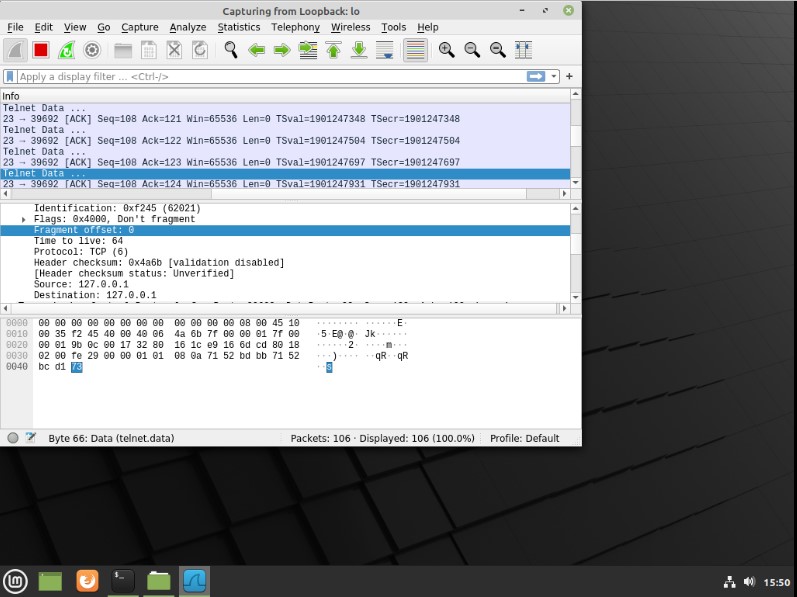 Capturing from Loopback: lo
File Edit View Go Capture Analyze Statistics Telephony Wireless Tools Help
Apply a display filter ... <Ctrl-/>
Info
Telnet Data ...
23 → 39692 [ACK] Seq=108 Ack=121 Win=65536 Len=0 TSval=1901247348 TSecr=1901247348
Telnet Data ...
23 → 39692 [ACK] Seq=108 Ack=122 Win=65536 Len=0 TSval=1901247504 TSecr=1901247504
Telnet Data ...
23 → 39692 [ACK] Seq=108 Ack=123 Win=65536 Len=0 TSval=1901247697 TSecr=1901247697
Telnet Data ...
23 → 39692 [ACK] Seq=108 Ack=124 Win=65536 Len=0 TSval=1901247931 TSecr=1901247931
Identification: 0xf245 (62021)
Flags: 0x4000, Don't fragment
Fragment offset: 0
Time to live: 64
Protocol: TCP (6)
Header checksum: 0x4a6b [validation disabled]
[Header checksum status: Unverified]
Source: 127.0.0.1
Destination: 127.0.0.1
0000 00 00 00 00 00 00 00 00 00 00 00 00 08 00 45 10 ········ ······E·
0010 00 35 f2 45 40 00 40 06 4a 6b 7f 00 00 01 7f 00 ·5·E@·@· Jk······
0020 00 01 9b 0c 00 17 32 80 16 1c e9 16 6d cd 80 18 ······2· ····m···
0030 02 00 fe 29 00 00 01 01 08 0a 71 52 bd bb 71 52 ···)···· ··qR··qR
0040 bc d1 73 ··s
Byte 66: Data (telnet.data) Packets: 106 · Displayed: 106 (100.0%) Profile: Default
15:50